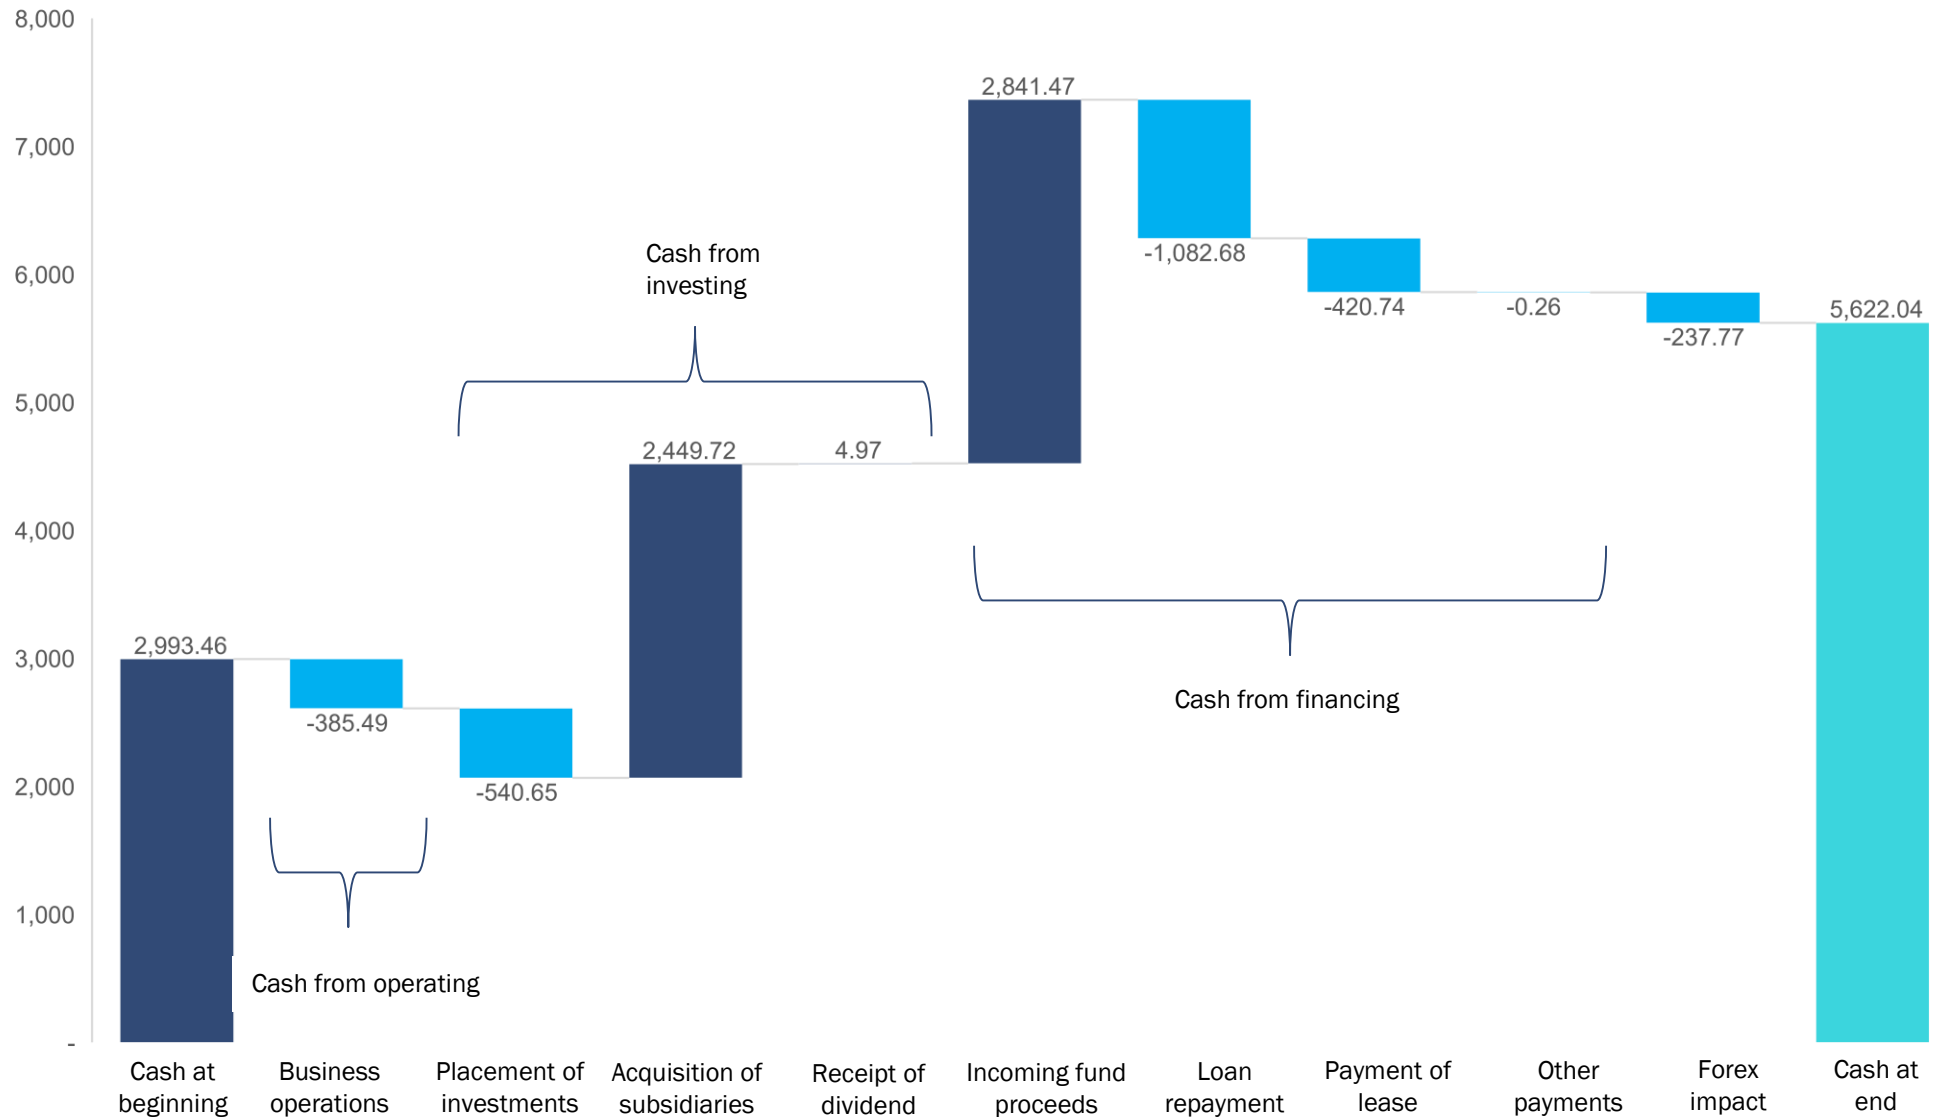 8,000
7,000
6,000
5,000
4,000
3,000
2,000
1,000
-
2,993.46
-385.49
-540.65
2,449.72
4.97
2,841.47
-1,082.68
-420.74
-0.26
-237.77
5,622.04
Cash from
investing
Cash from financing
Cash from operating
Cash at
beginning
Business
operations
Placement of
investments
Acquisition of
subsidiaries
Receipt of
dividend
Incoming fund
proceeds
Loan
repayment
Payment of
lease
Other
payments
Forex
impact
Cash at
end